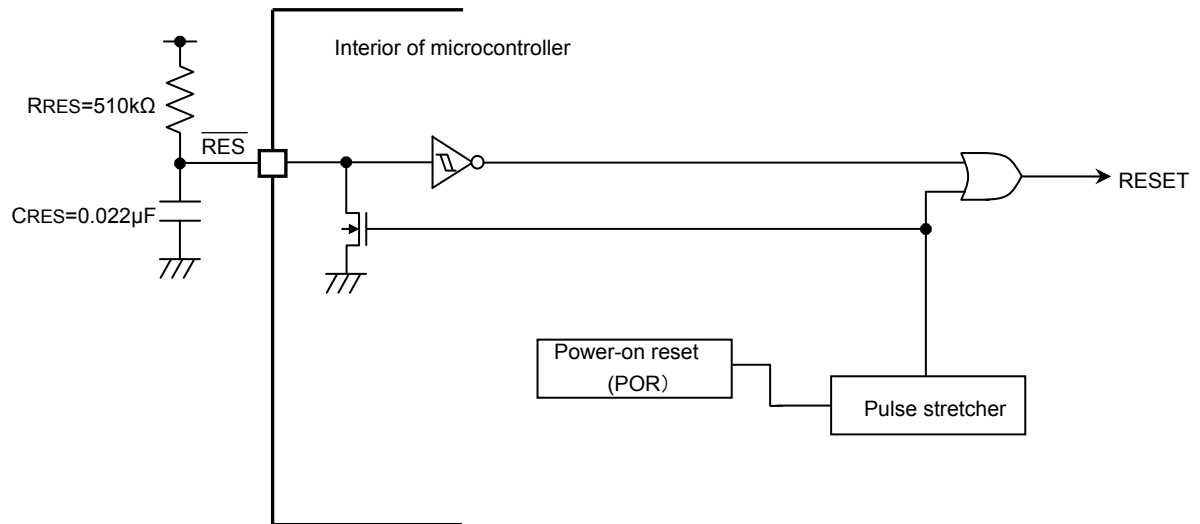 Interior of microcontroller
RRES=510kΩ
RES
CRES=0.022µF
RESET
Power-on reset
(POR）
Pulse stretcher